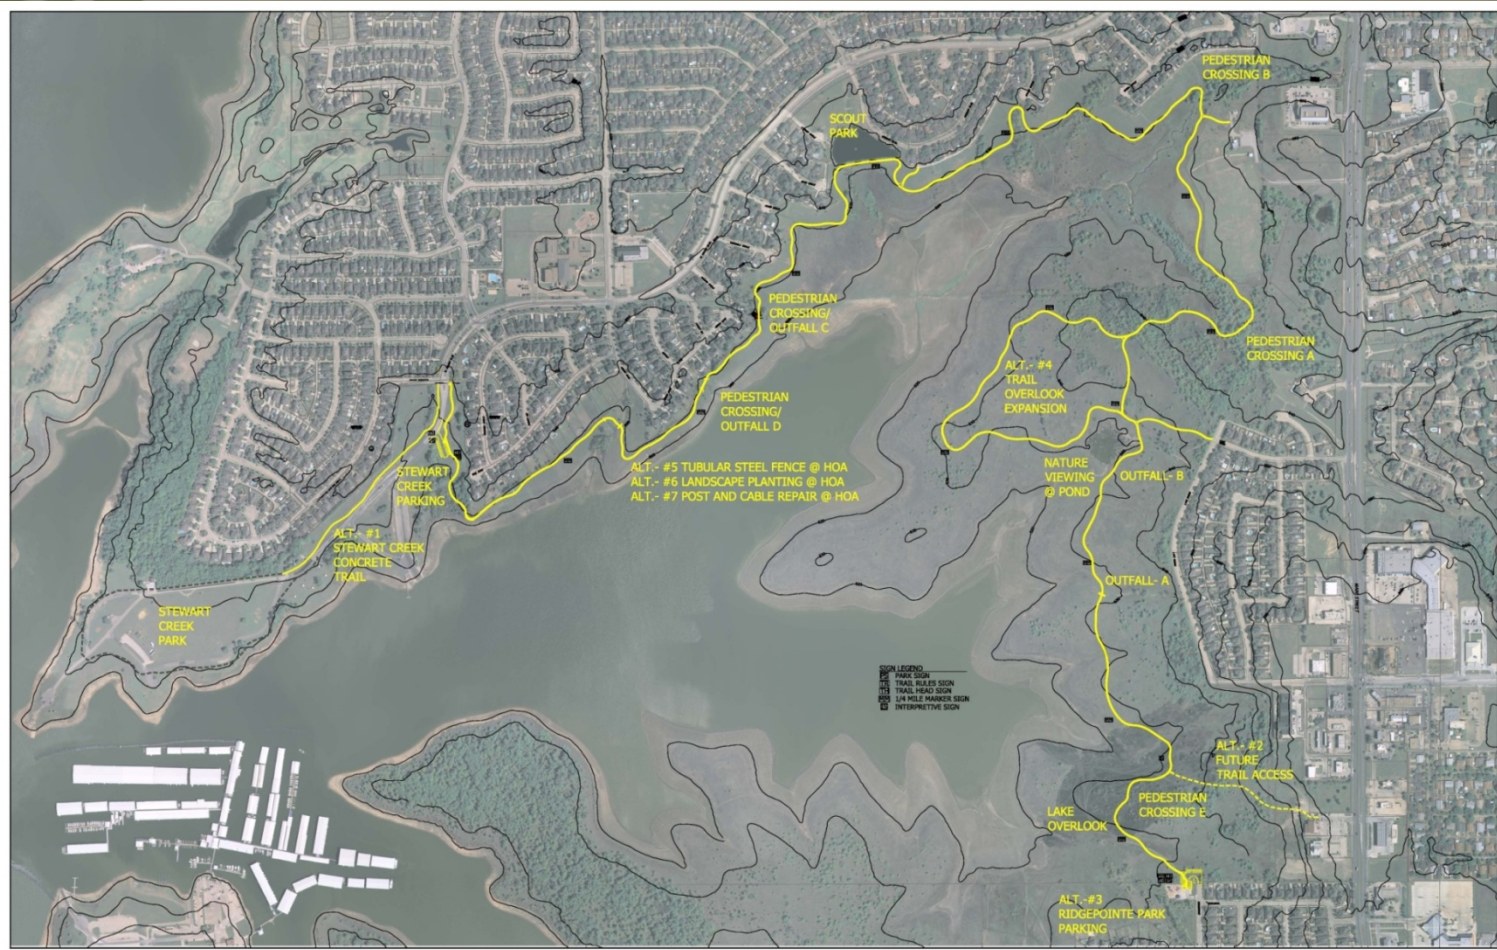 PEDESTRIAN
CROSSING B
SCOUT
PARK
PEDESTRIAN
CROSSING/
OUTFALL C
PEDESTRIAN
CROSSING A
ALT.- #4
TRAIL
OVERLOOK
EXPANSION
PEDESTRIAN
CROSSING/
OUTFALL D
STEWART
CREEK
PARKING
ALT.- #5 TUBULAR STEEL FENCE @ HOA
ALT.- #6 LANDSCAPE PLANTING @ HOA
ALT.- #7 POST AND CABLE REPAIR @ HOA
NATURE
VIEWING
@ POND
OUTFALL- B
ALT.- #1
STEWART CREEK
CONCRETE
TRAIL
OUTFALL- A
STEWART
CREEK
PARK
SIGN LEGEND
PARK SIGN
TRAIL RULES SIGN
TRAIL HEAD SIGN
1/4 MILE MARKER SIGN
INTERPRETIVE SIGN
ALT.- #2
FUTURE
TRAIL ACCESS
PEDESTRIAN
CROSSING E
LAKE
OVERLOOK
ALT.-#3
RIDGEPOINTE PARK
PARKING